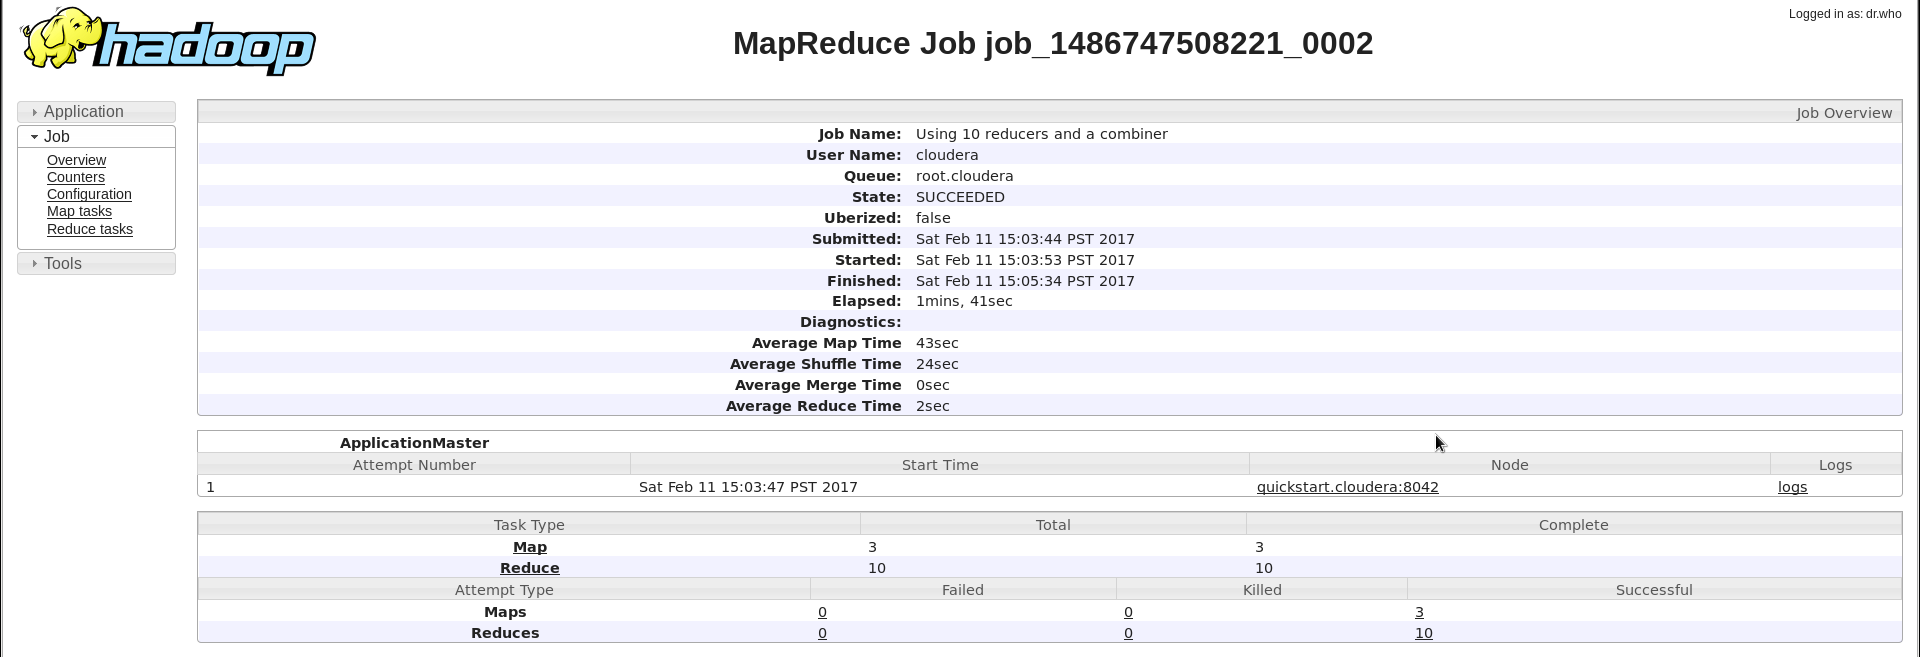 Logged in as: dr.who
hadoop
MapReduce Job job_1486747508221_0002
Application
Job
Overview
Counters
Configuration
Map tasks
Reduce tasks
Tools
Job Overview
Job Name: Using 10 reducers and a combiner
User Name: cloudera
Queue: root.cloudera
State: SUCCEEDED
Uberized: false
Submitted: Sat Feb 11 15:03:44 PST 2017
Started: Sat Feb 11 15:03:53 PST 2017
Finished: Sat Feb 11 15:05:34 PST 2017
Elapsed: 1mins, 41sec
Diagnostics:
Average Map Time 43sec
Average Shuffle Time 24sec
Average Merge Time 0sec
Average Reduce Time 2sec
ApplicationMaster
Attempt Number Start Time Node Logs
1 Sat Feb 11 15:03:47 PST 2017 quickstart.cloudera:8042 logs
Task Type Total Complete
Map 3 3
Reduce 10 10
Attempt Type Failed Killed Successful
Maps 0 0 3
Reduces 0 0 10